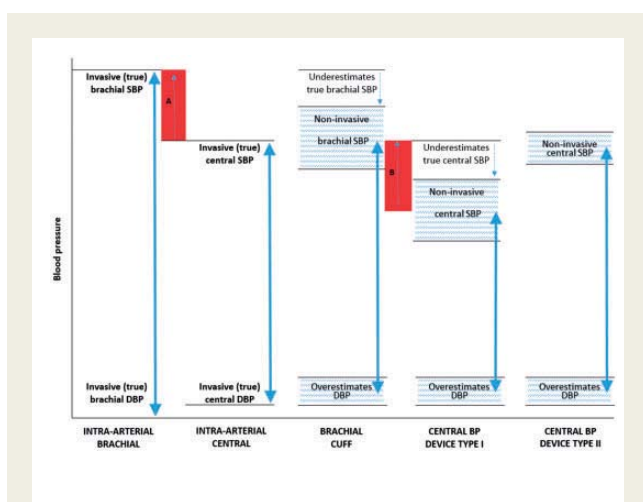 Blood pressure
Invasive (true)
brachial SBP
A
Invasive (true)
central SBP
Underestimates
true brachial SBP
Non-invasive
brachial SBP
B
Underestimates
true central SBP
Non-invasive
central SBP
Non-invasive
central SBP
Invasive (true)
brachial DBP
Invasive (true)
central DBP
Overestimates
DBP
Overestimates
DBP
Overestimates
DBP
INTRA-ARTERIAL
BRACHIAL
INTRA-ARTERIAL
CENTRAL
BRACHIAL
CUFF
CENTRAL BP
DEVICE TYPE I
CENTRAL BP
DEVICE TYPE II